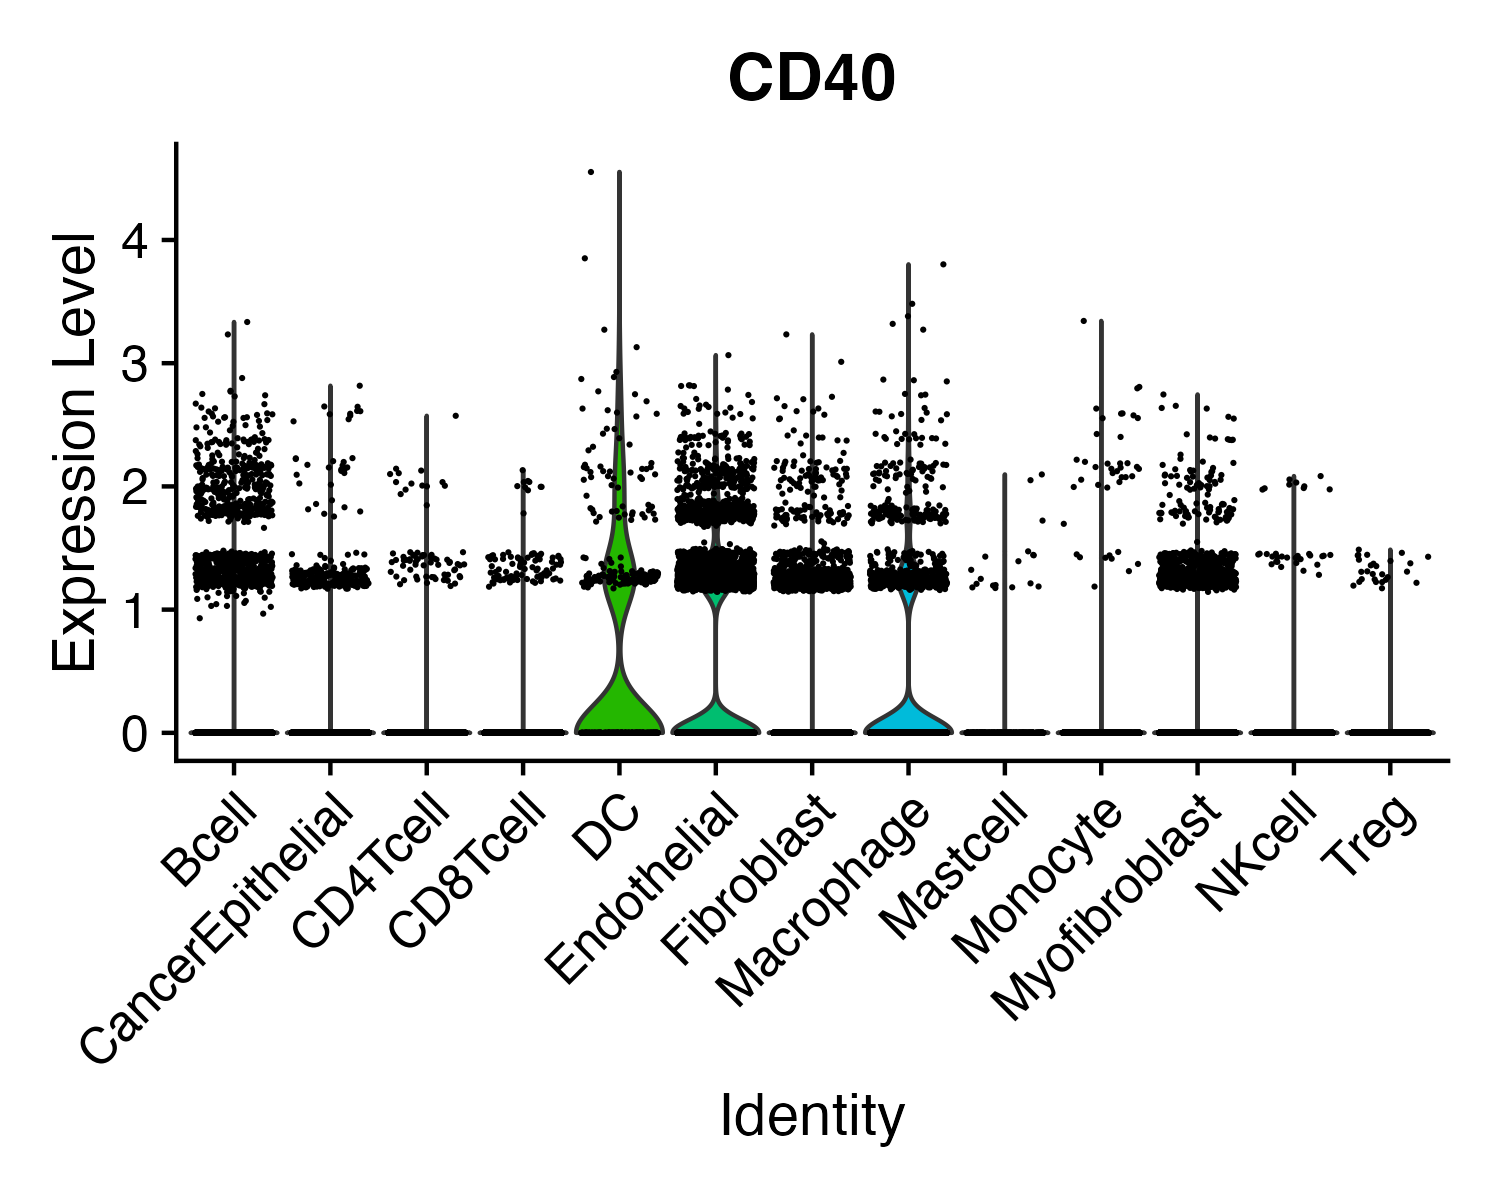 CD40
Expression Level
4
3
2
1
0
Bcell
CancerEpithelial
CD4Tcell
CD8Tcell
DC
Endothelial
Fibroblast
Macrophage
Mastcell
Monocyte
Myofibroblast
NKcell
Treg
Identity